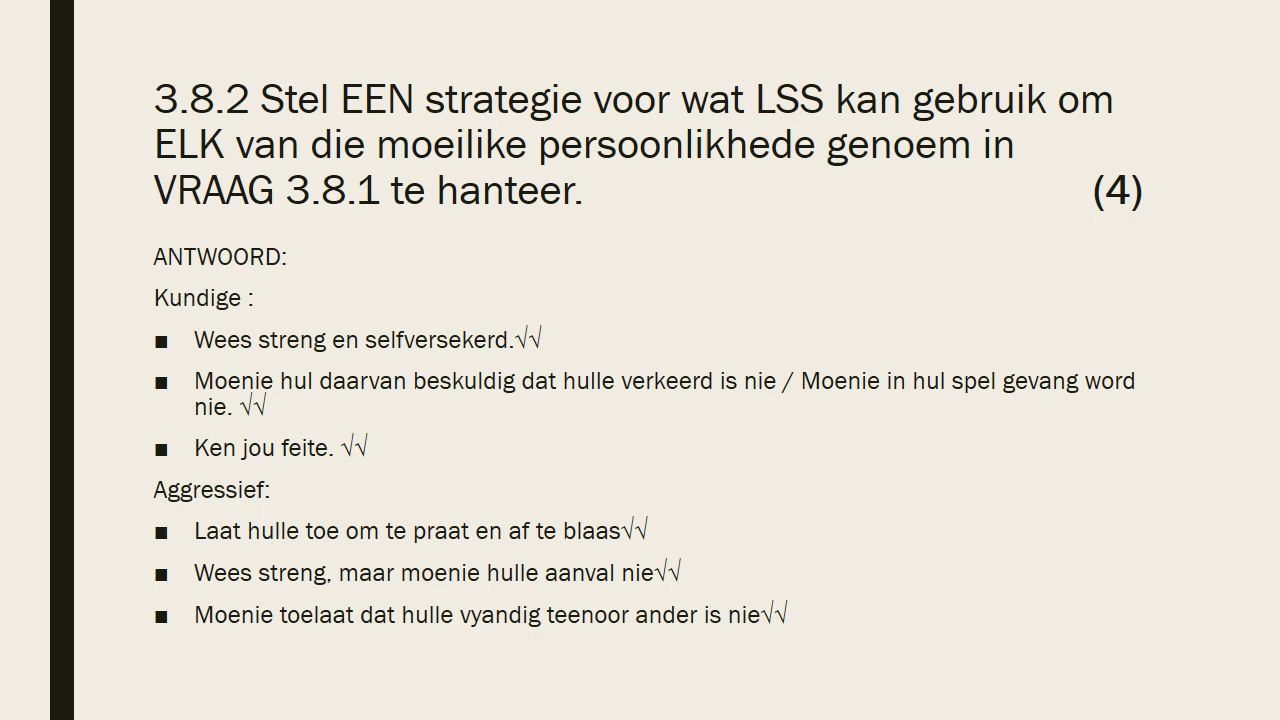 3.8.2 Stel EEN strategie voor wat LSS kan gebruik om
ELK van die moeilike persoonlikhede genoem in
VRAAG 3.8.1 te hanteer. (4)
ANTWOORD:
Kundige :
■ Wees streng en selfversekerd.√√
■ Moenie hul daarvan beskuldig dat hulle verkeerd is nie / Moenie in hul spel gevang word
nie. √√
■ Ken jou feite. √√
Aggressief:
■ Laat hulle toe om te praat en af te blaas√√
■ Wees streng, maar moenie hulle aanval nie√√
■ Moenie toelaat dat hulle vyandig teenoor ander is nie√√